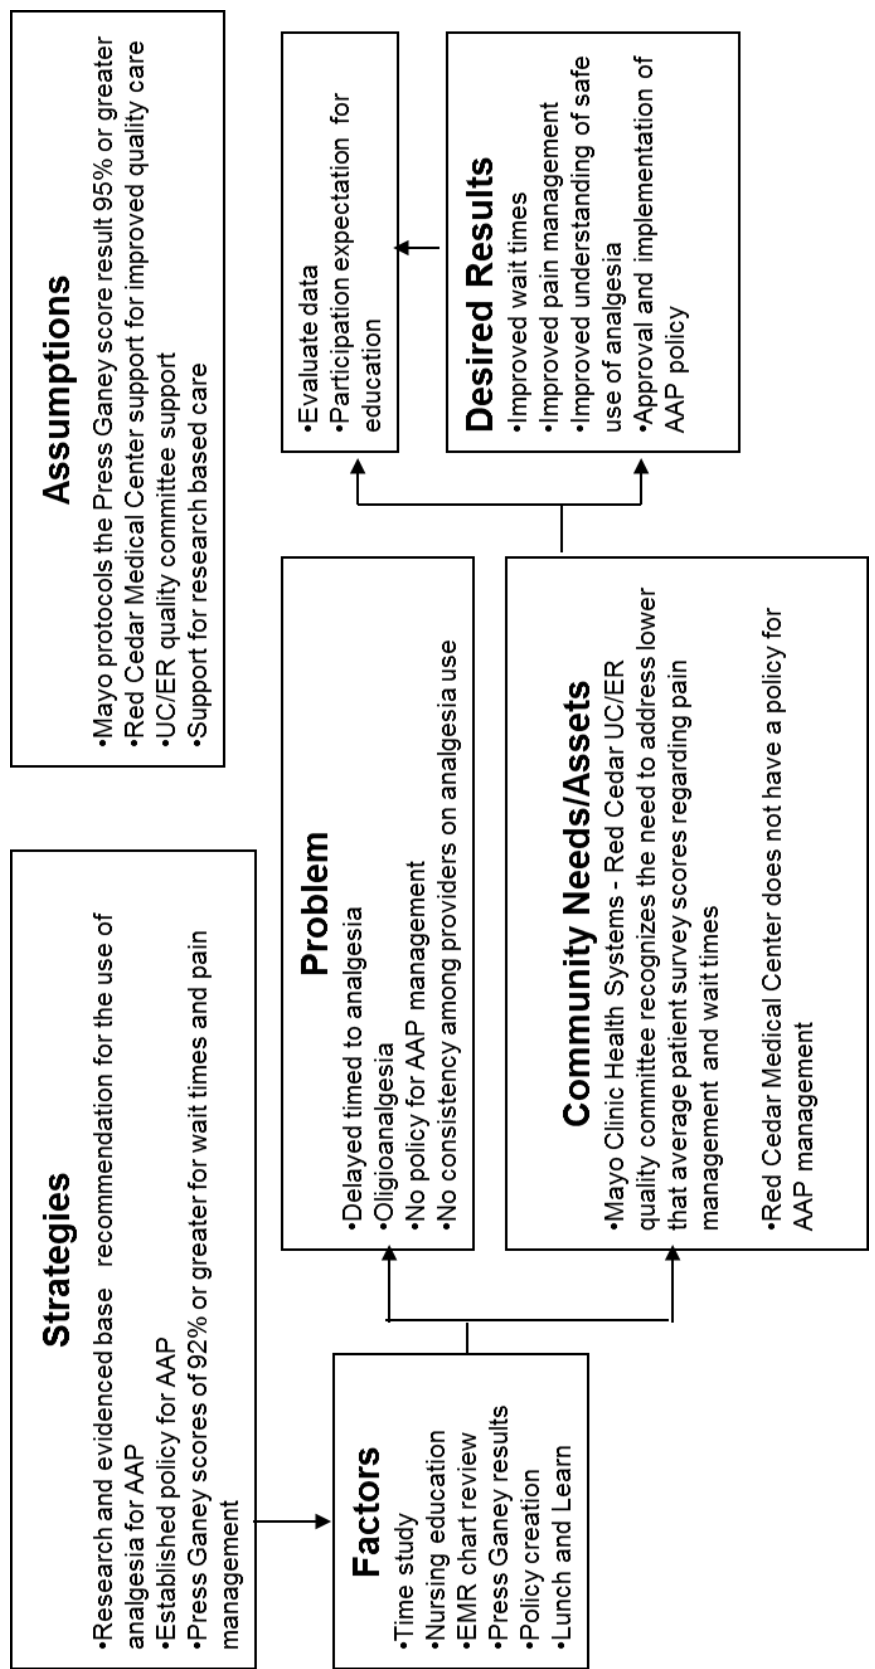 Strategies
•Research and evidenced base recommendation for the use of
analgesia for AAP
•Established policy for AAP
•Press Ganey scores of 92% or greater for wait times and pain
management
Assumptions
•Mayo protocols the Press Ganey score result 95% or greater
•Red Cedar Medical Center support for improved quality care
•UC/ER quality committee support
•Support for research based care
Factors
•Time study
•Nursing education
•EMR chart review
•Press Ganey results
•Policy creation
•Lunch and Learn
Problem
•Delayed timed to analgesia
•Oligioanalgesia
•No policy for AAP management
•No consistency among providers on analgesia use
Community Needs/Assets
•Mayo Clinic Health Systems - Red Cedar UC/ER
quality committee recognizes the need to address lower
that average patient survey scores regarding pain
management and wait times
•Red Cedar Medical Center does not have a policy for
AAP management
•Evaluate data
•Participation expectation for
education
Desired Results
•Improved wait times
•Improved pain management
•Improved understanding of safe
use of analgesia
•Approval and implementation of
AAP policy